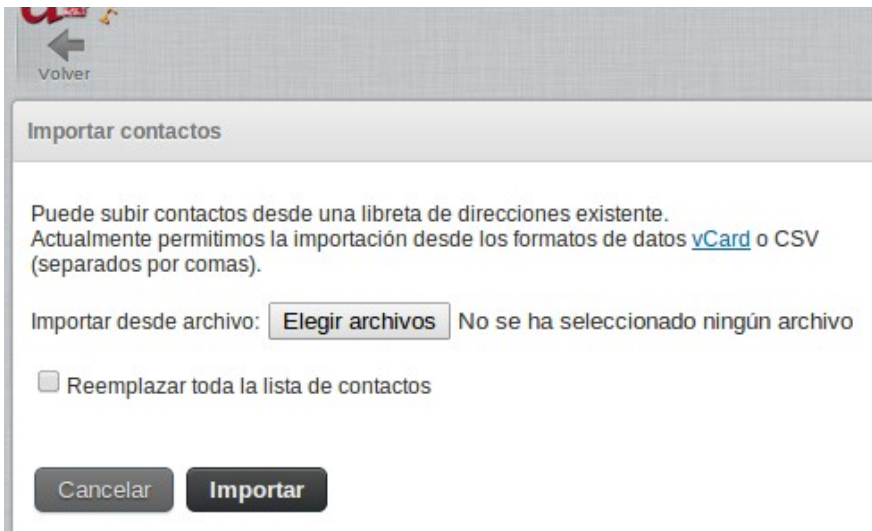 Volver
Importar contactos
Puede subir contactos desde una libreta de direcciones existente.
Actualmente permitimos la importación desde los formatos de datos vCard o CSV
(separados por comas).
Importar desde archivo: Elegir archivos No se ha seleccionado ningún archivo
Reemplazar toda la lista de contactos
Cancelar Importar